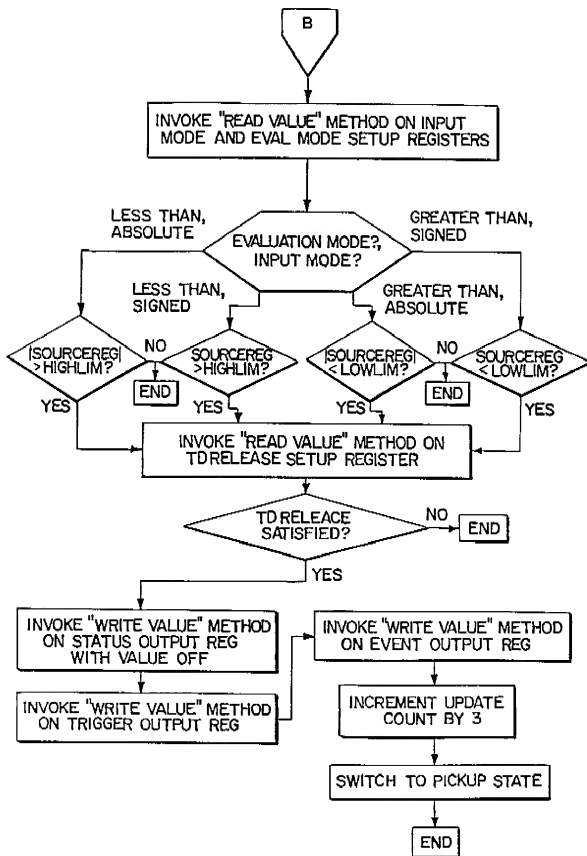 B
INVOKE "READ VALUE" METHOD ON INPUT
MODE AND EVAL MODE SETUP REGISTERS
LESS THAN,
ABSOLUTE
EVALUATION MODE?,
INPUT MODE?
GREATER THAN,
SIGNED
LESS THAN,
SIGNED
GREATER THAN,
ABSOLUTE
|SOURCEREG|
>HIGHLIM?
NO
END
SOURCEREG
>HIGHLIM?
|SOURCEREG|
<LOWLIM?
NO
END
SOURCEREG
<LOWLIM?
YES
YES
YES
YES
INVOKE "READ VALUE" METHOD ON
TD RELEASE SETUP REGISTER
TD RELEACE
SATISFIED?
NO
END
YES
INVOKE "WRITE VALUE" METHOD
ON STATUS OUTPUT REG
WITH VALUE OFF
INVOKE "WRITE VALUE" METHOD
ON TRIGGER OUTPUT REG
INVOKE "WRITE VALUE" METHOD
ON EVENT OUTPUT REG
INCREMENT UPDATE
COUNT BY 3
SWITCH TO PICKUP STATE
END